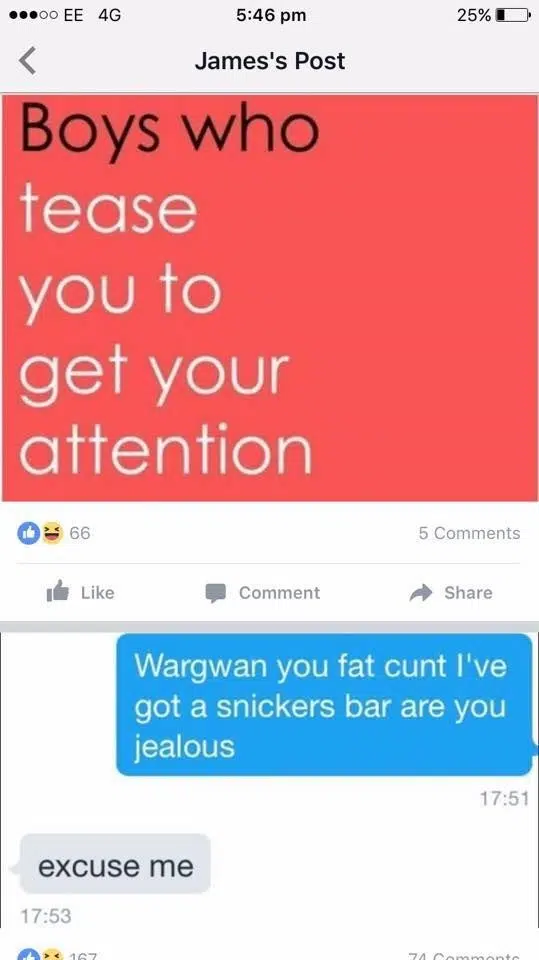 EE 4G 5:46 pm 25%
James's Post
Boys who
tease
you to
get your
attention
66 5 Comments
Like Comment Share
Wargwan you fat cunt I've
got a snickers bar are you
jealous
17:51
excuse me
17:53
167 74 Comments